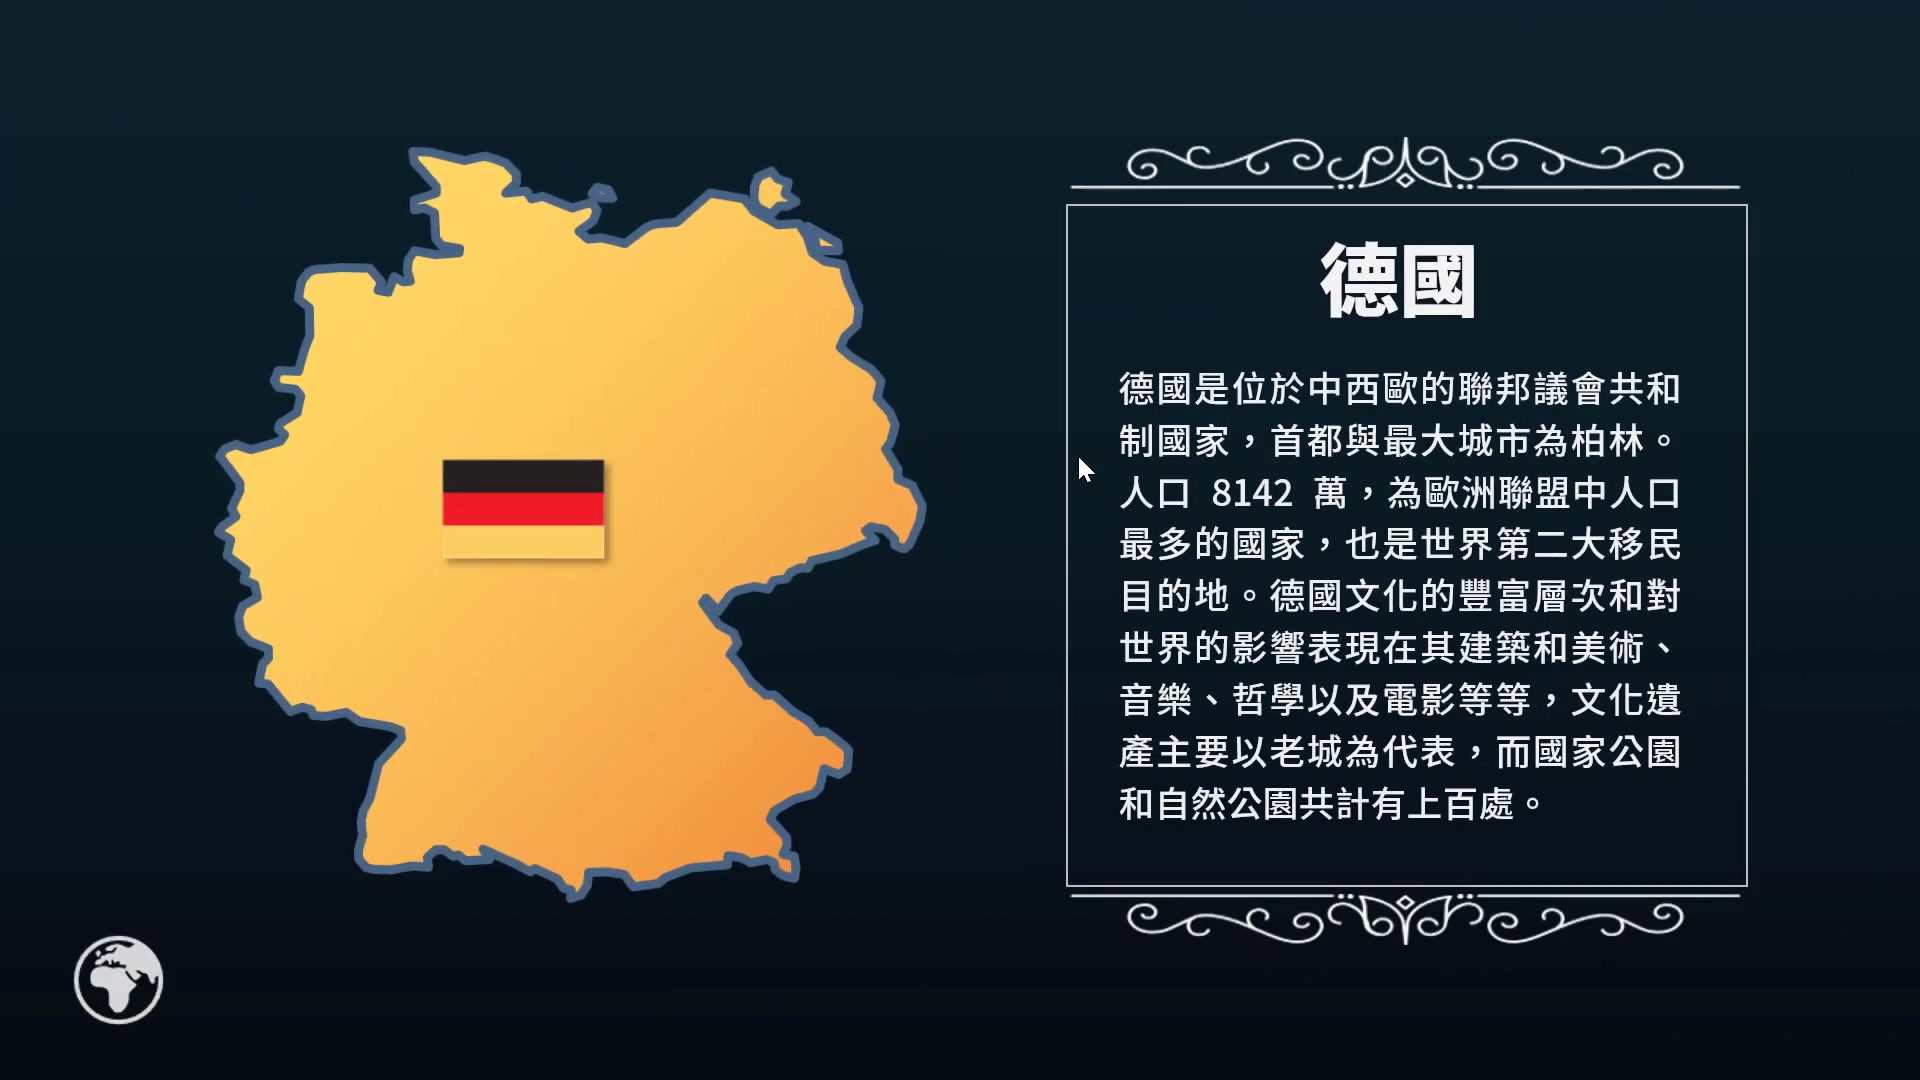 德國
德國是位於中西歐的聯邦議會共和
制國家，首都與最大城市為柏林。
人口 8142 萬，為歐洲聯盟中人口
最多的國家，也是世界第二大移民
目的地。德國文化的豐富層次和對
世界的影響表現在其建築和美術、
音樂、哲學以及電影等等，文化遺
產主要以老城為代表，而國家公園
和自然公園共計有上百處。